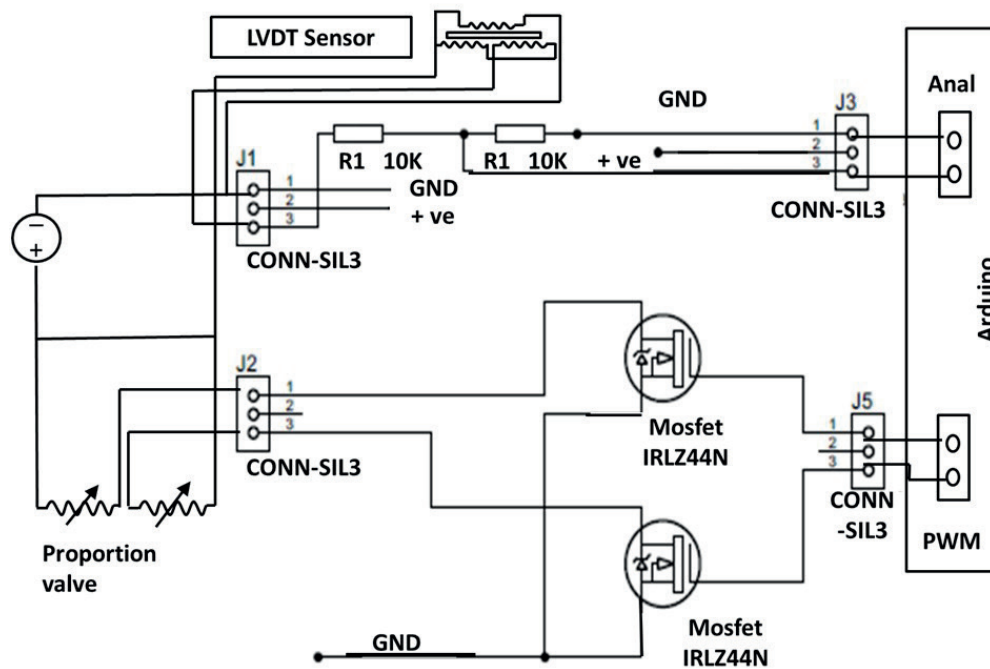 LVDT Sensor
GND
J3
Anal
1
2
3
J1
R1 10K
R1 10K
+ ve
1
2
3
GND
+ ve
CONN-SIL3
CONN-SIL3
−
+
Arduino
J2
1
2
3
CONN-SIL3
Mosfet
IRLZ44N
J5
1
2
3
CONN
-SIL3
PWM
Proportion
valve
Mosfet
IRLZ44N
GND